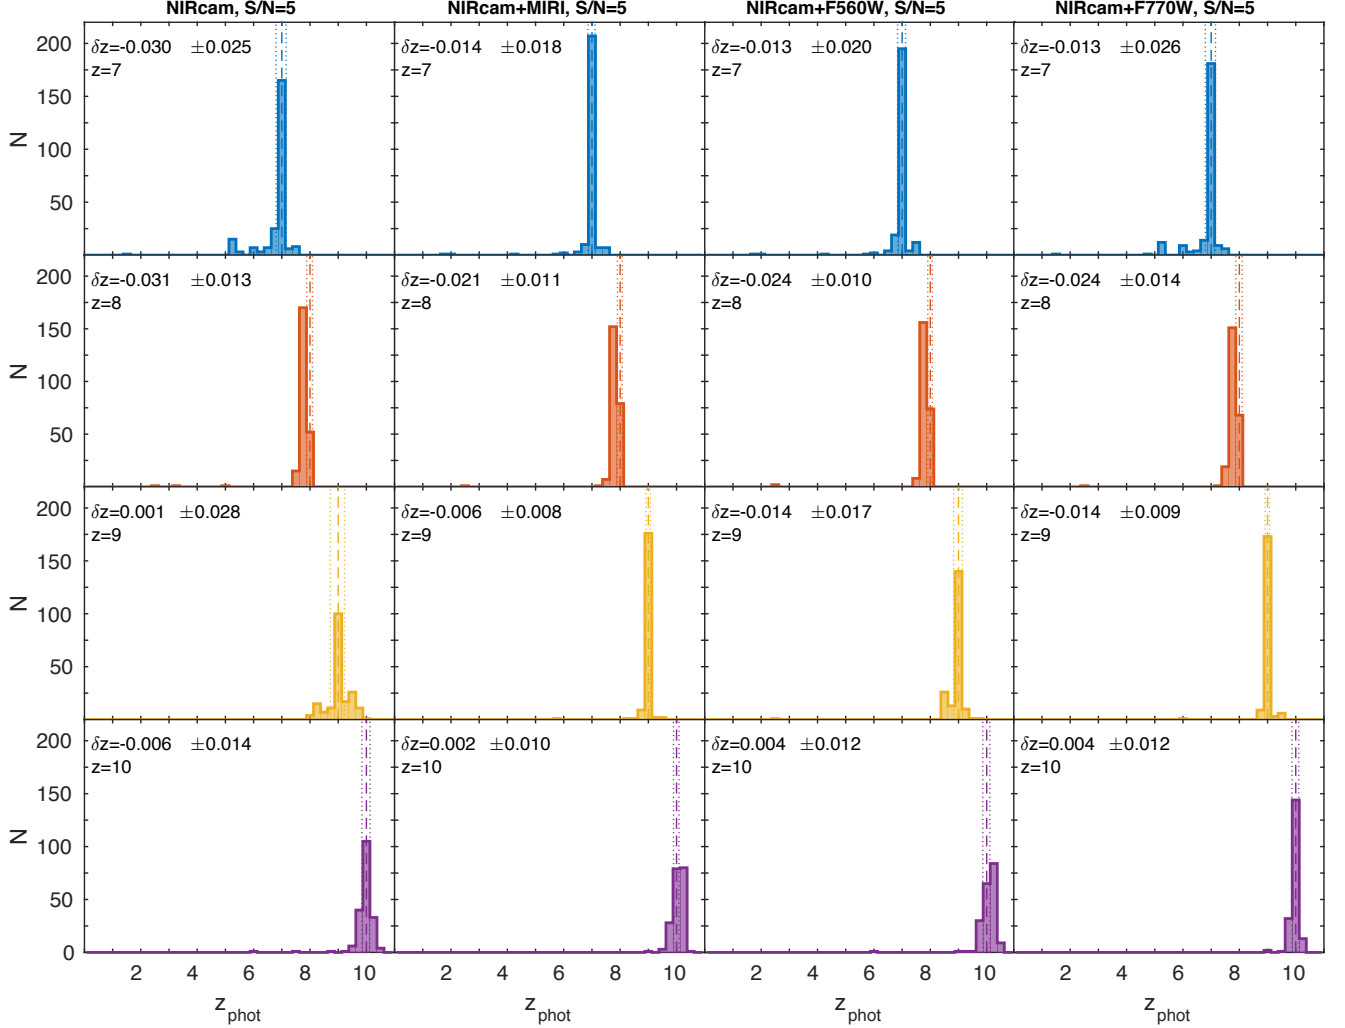 NIRcam, S/N=5 NIRcam+MIRI, S/N=5 NIRcam+F560W, S/N=5 NIRcam+F770W, S/N=5
δz=-0.030 ±0.025 δz=-0.014 ±0.018 δz=-0.013 ±0.020 δz=-0.013 ±0.026
z=7 z=7 z=7 z=7
200
150
N
100
50
δz=-0.031 ±0.013 δz=-0.021 ±0.011 δz=-0.024 ±0.010 δz=-0.024 ±0.014
z=8 z=8 z=8 z=8
200
150
N
100
50
δz=0.001 ±0.028 δz=-0.006 ±0.008 δz=-0.014 ±0.017 δz=-0.014 ±0.009
z=9 z=9 z=9 z=9
200
150
N
100
50
δz=-0.006 ±0.014 δz=0.002 ±0.010 δz=0.004 ±0.012 δz=0.004 ±0.012
z=10 z=10 z=10 z=10
200
150
N
100
50
0
2 4 6 8 10 2 4 6 8 10 2 4 6 8 10 2 4 6 8 10
z_phot z_phot z_phot z_phot